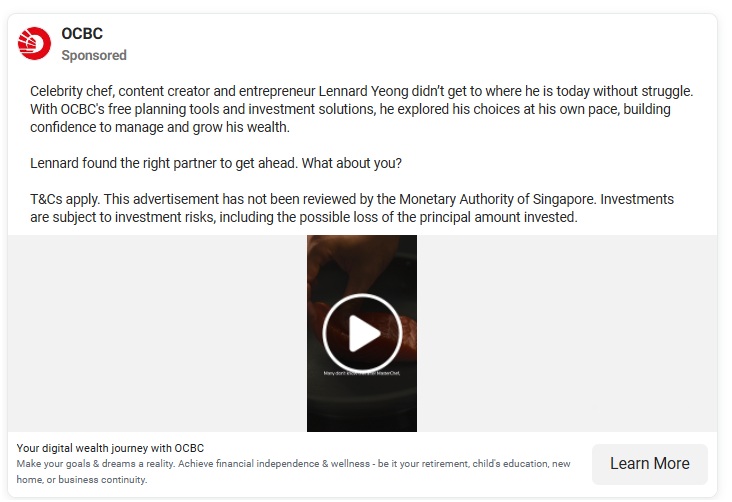 OCBC
Sponsored
Celebrity chef, content creator and entrepreneur Lennard Yeong didn’t get to where he is today without struggle.
With OCBC's free planning tools and investment solutions, he explored his choices at his own pace, building
confidence to manage and grow his wealth.
Lennard found the right partner to get ahead. What about you?
T&Cs apply. This advertisement has not been reviewed by the Monetary Authority of Singapore. Investments
are subject to investment risks, including the possible loss of the principal amount invested.
Many don't MasterChef,
Your digital wealth journey with OCBC
Make your goals & dreams a reality. Achieve financial independence & wellness - be it your retirement, child's education, new
home, or business continuity.
Learn More